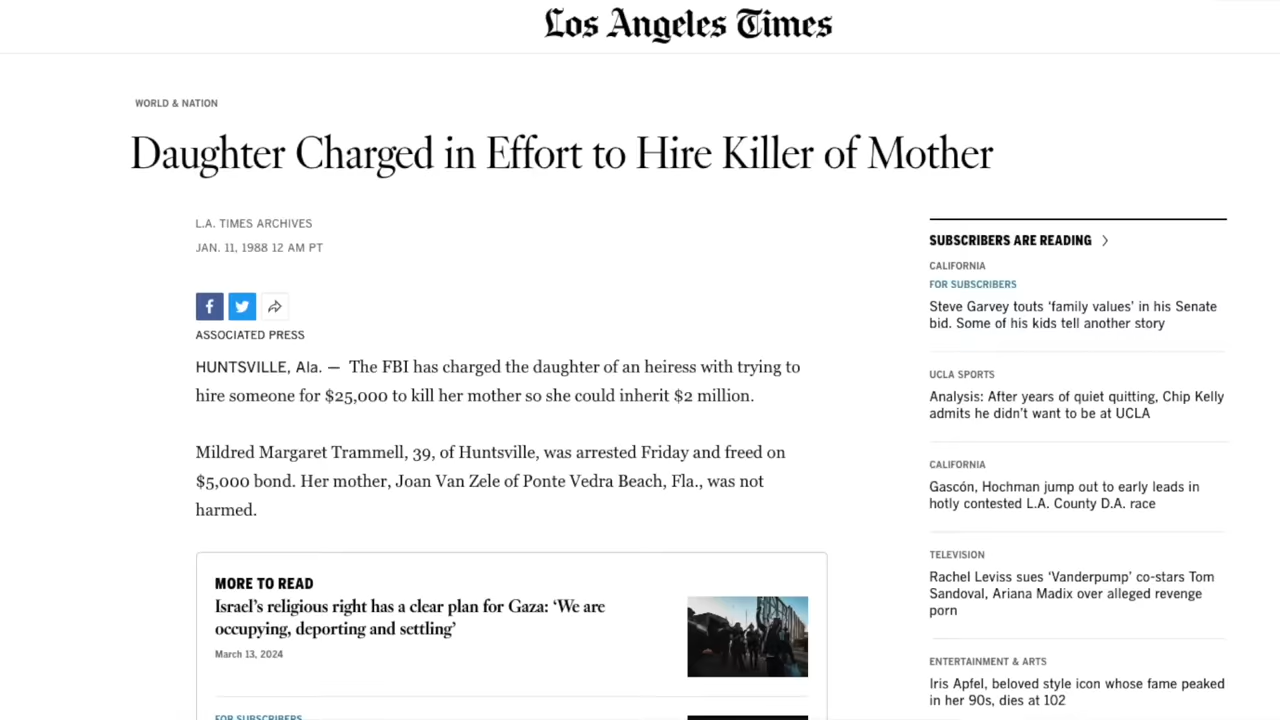 Los Angeles Times
WORLD & NATION
Daughter Charged in Effort to Hire Killer of Mother
L.A. TIMES ARCHIVES
JAN. 11, 1988 12 AM PT
ASSOCIATED PRESS
HUNTSVILLE, Ala. — The FBI has charged the daughter of an heiress with trying to
hire someone for $25,000 to kill her mother so she could inherit $2 million.
Mildred Margaret Trammell, 39, of Huntsville, was arrested Friday and freed on
$5,000 bond. Her mother, Joan Van Zele of Ponte Vedra Beach, Fla., was not
harmed.
MORE TO READ
Israel’s religious right has a clear plan for Gaza: ‘We are
occupying, deporting and settling’
March 13, 2024
FOR SUBSCRIBERS
SUBSCRIBERS ARE READING
CALIFORNIA
FOR SUBSCRIBERS
Steve Garvey touts ‘family values’ in his Senate
bid. Some of his kids tell another story
UCLA SPORTS
Analysis: After years of quiet quitting, Chip Kelly
admits he didn’t want to be at UCLA
CALIFORNIA
Gascón, Hochman jump out to early leads in
hotly contested L.A. County D.A. race
TELEVISION
Rachel Leviss sues ‘Vanderpump’ co-stars Tom
Sandoval, Ariana Madix over alleged revenge
porn
ENTERTAINMENT & ARTS
Iris Apfel, beloved style icon whose fame peaked
in her 90s, dies at 102